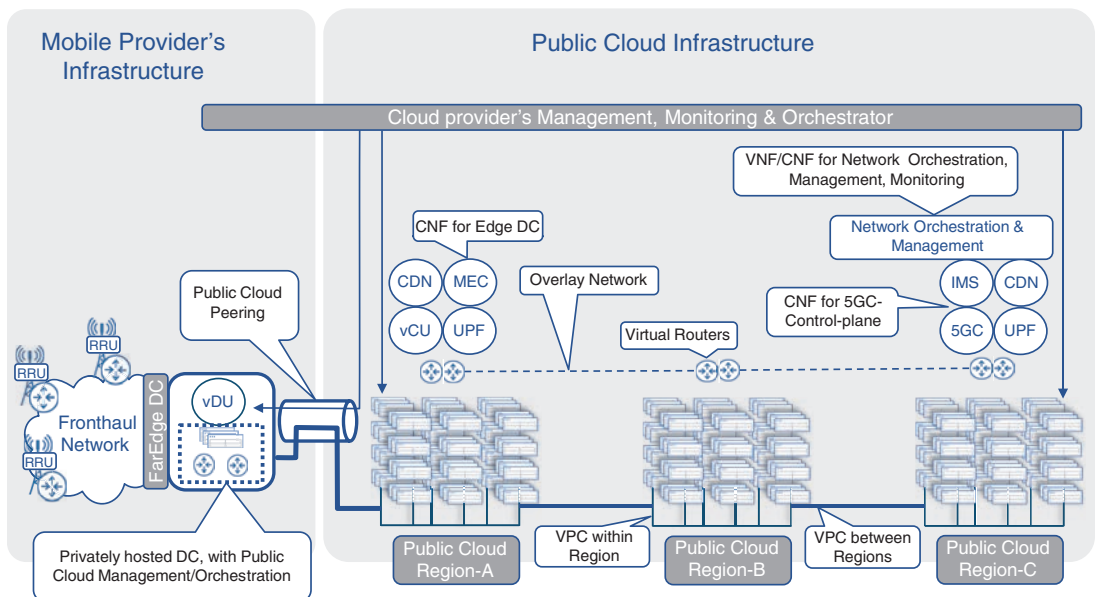 Mobile Provider's
Infrastructure
Public Cloud Infrastructure
Cloud provider's Management, Monitoring & Orchestrator
VNF/CNF for Network Orchestration,
Management, Monitoring
Network Orchestration &
Management
CNF for Edge DC
CDN
MEC
vCU
UPF
Overlay Network
Virtual Routers
CNF for 5GC-
Control-plane
IMS
CDN
5GC
UPF
Public Cloud
Peering
RRU
RRU
RRU
Fronthaul
Network
FarEdge DC
vDU
Privately hosted DC, with Public
Cloud Management/Orchestration
Public Cloud
Region-A
VPC within
Region
Public Cloud
Region-B
VPC between
Regions
Public Cloud
Region-C